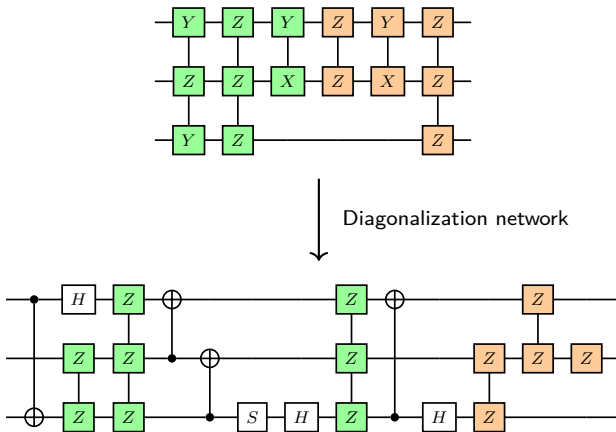 Y Z Y Z Y Z
Z Z X Z X
Y Z Z
Diagonalization network
H Z Z Z
Z Z Z Z Z Z
Z Z S H Z H Z